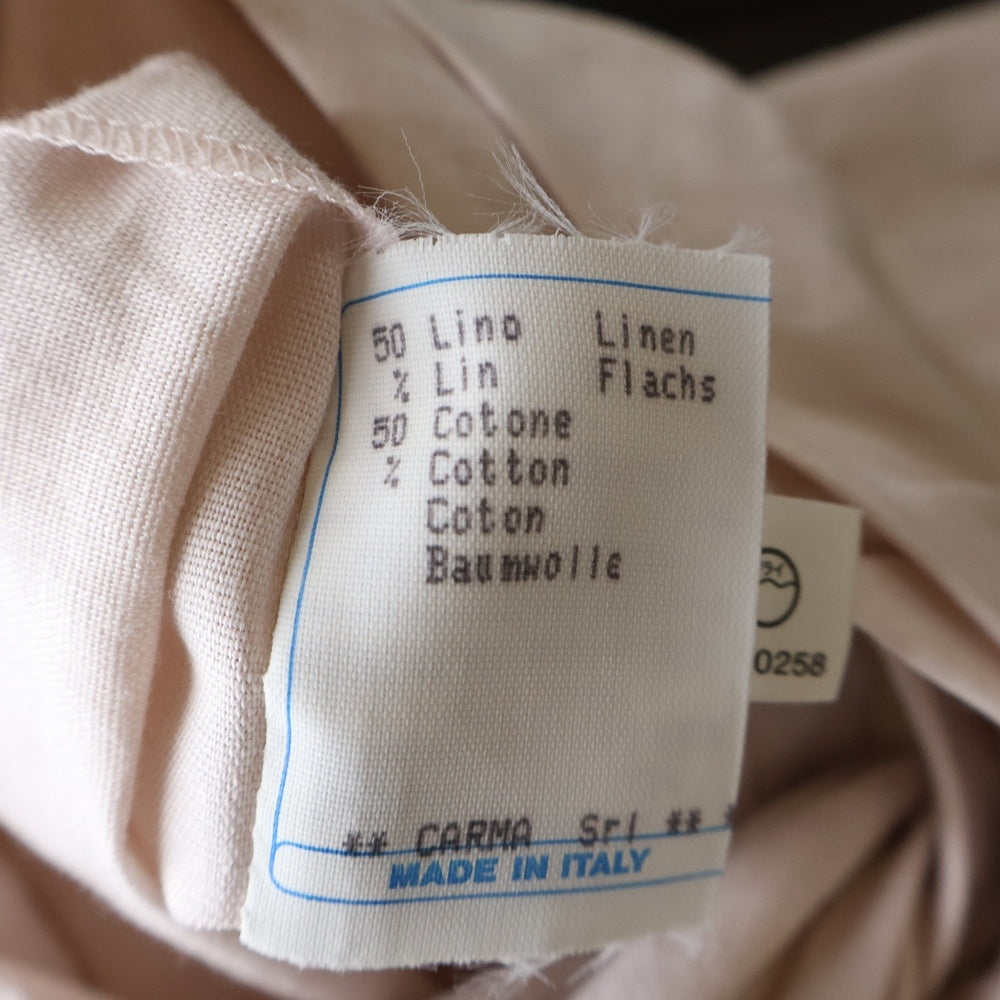 50 Lino Linen
% Lin Flachs
50 Cotone
% Cotton
Coton
Baumwolle
** CARMA Srl ** *
MADE IN ITALY
0258